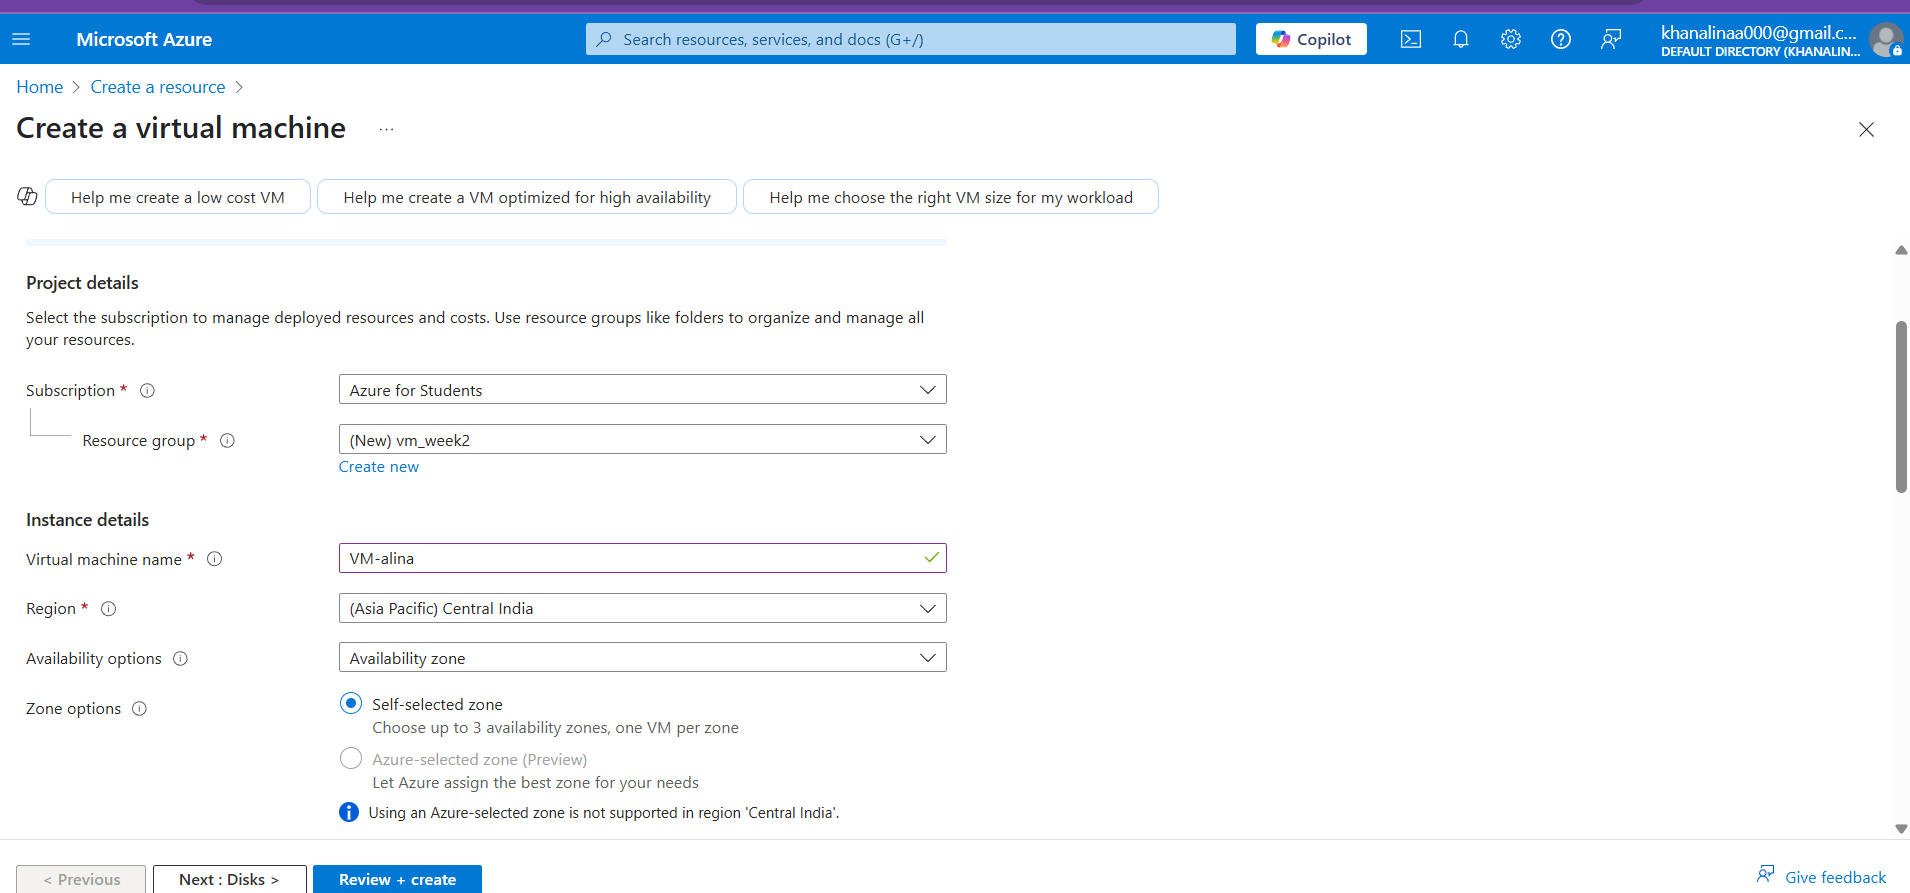 Microsoft Azure
Search resources, services, and docs (G+/)
Copilot
khanalinaa000@gmail.c...
DEFAULT DIRECTORY (KHANALIN...
Home > Create a resource >
Create a virtual machine ...
Help me create a low cost VM
Help me create a VM optimized for high availability
Help me choose the right VM size for my workload
Project details
Select the subscription to manage deployed resources and costs. Use resource groups like folders to organize and manage all
your resources.
Subscription *
Azure for Students
Resource group *
(New) vm_week2
Create new
Instance details
Virtual machine name *
VM-alina
Region *
(Asia Pacific) Central India
Availability options
Availability zone
Zone options
Self-selected zone
Choose up to 3 availability zones, one VM per zone
Azure-selected zone (Preview)
Let Azure assign the best zone for your needs
Using an Azure-selected zone is not supported in region 'Central India'.
< Previous
Next : Disks >
Review + create
Give feedback